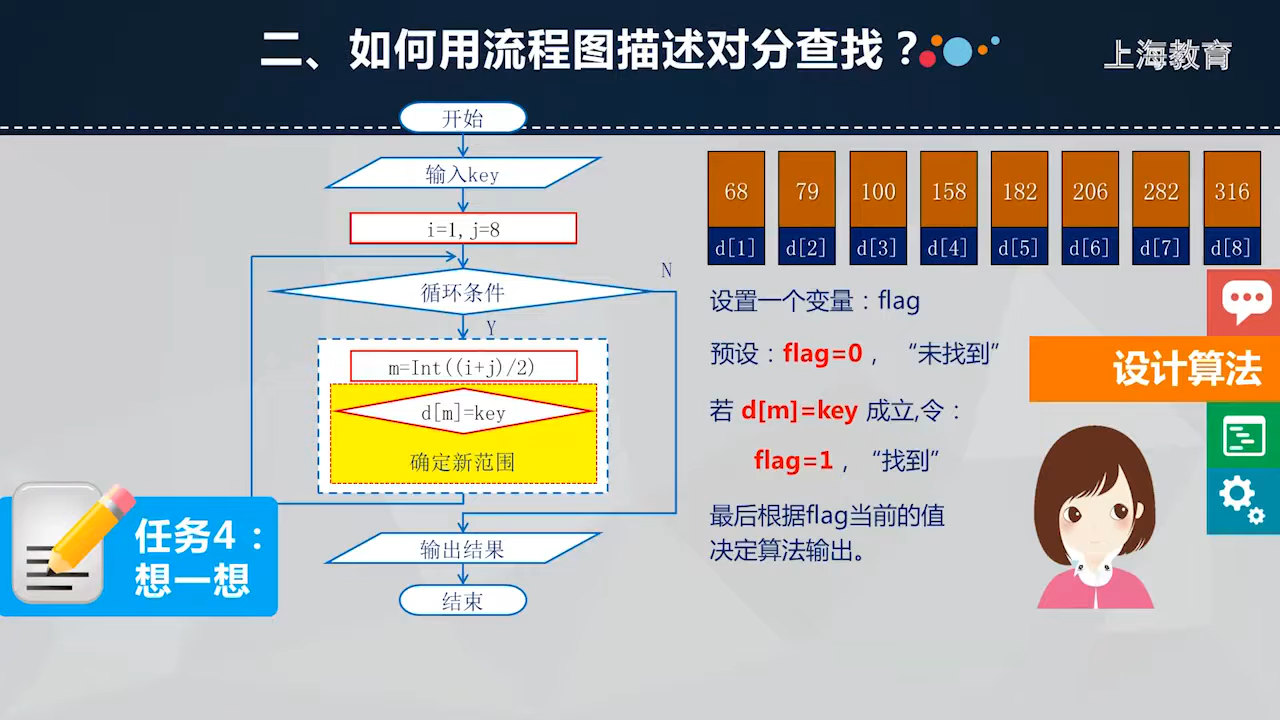 二、如何用流程图描述对分查找？
上海教育
开始
输入key
i=1,j=8
循环条件
N
Y
m=Int((i+j)/2)
d[m]=key
确定新范围
输出结果
结束
68 79 100 158 182 206 282 316
d[1] d[2] d[3] d[4] d[5] d[6] d[7] d[8]
设置一个变量：flag
预设：flag=0，“未找到”
若 d[m]=key 成立,令：
flag=1，“找到”
最后根据flag当前的值
决定算法输出。
设计算法
任务4：
想一想